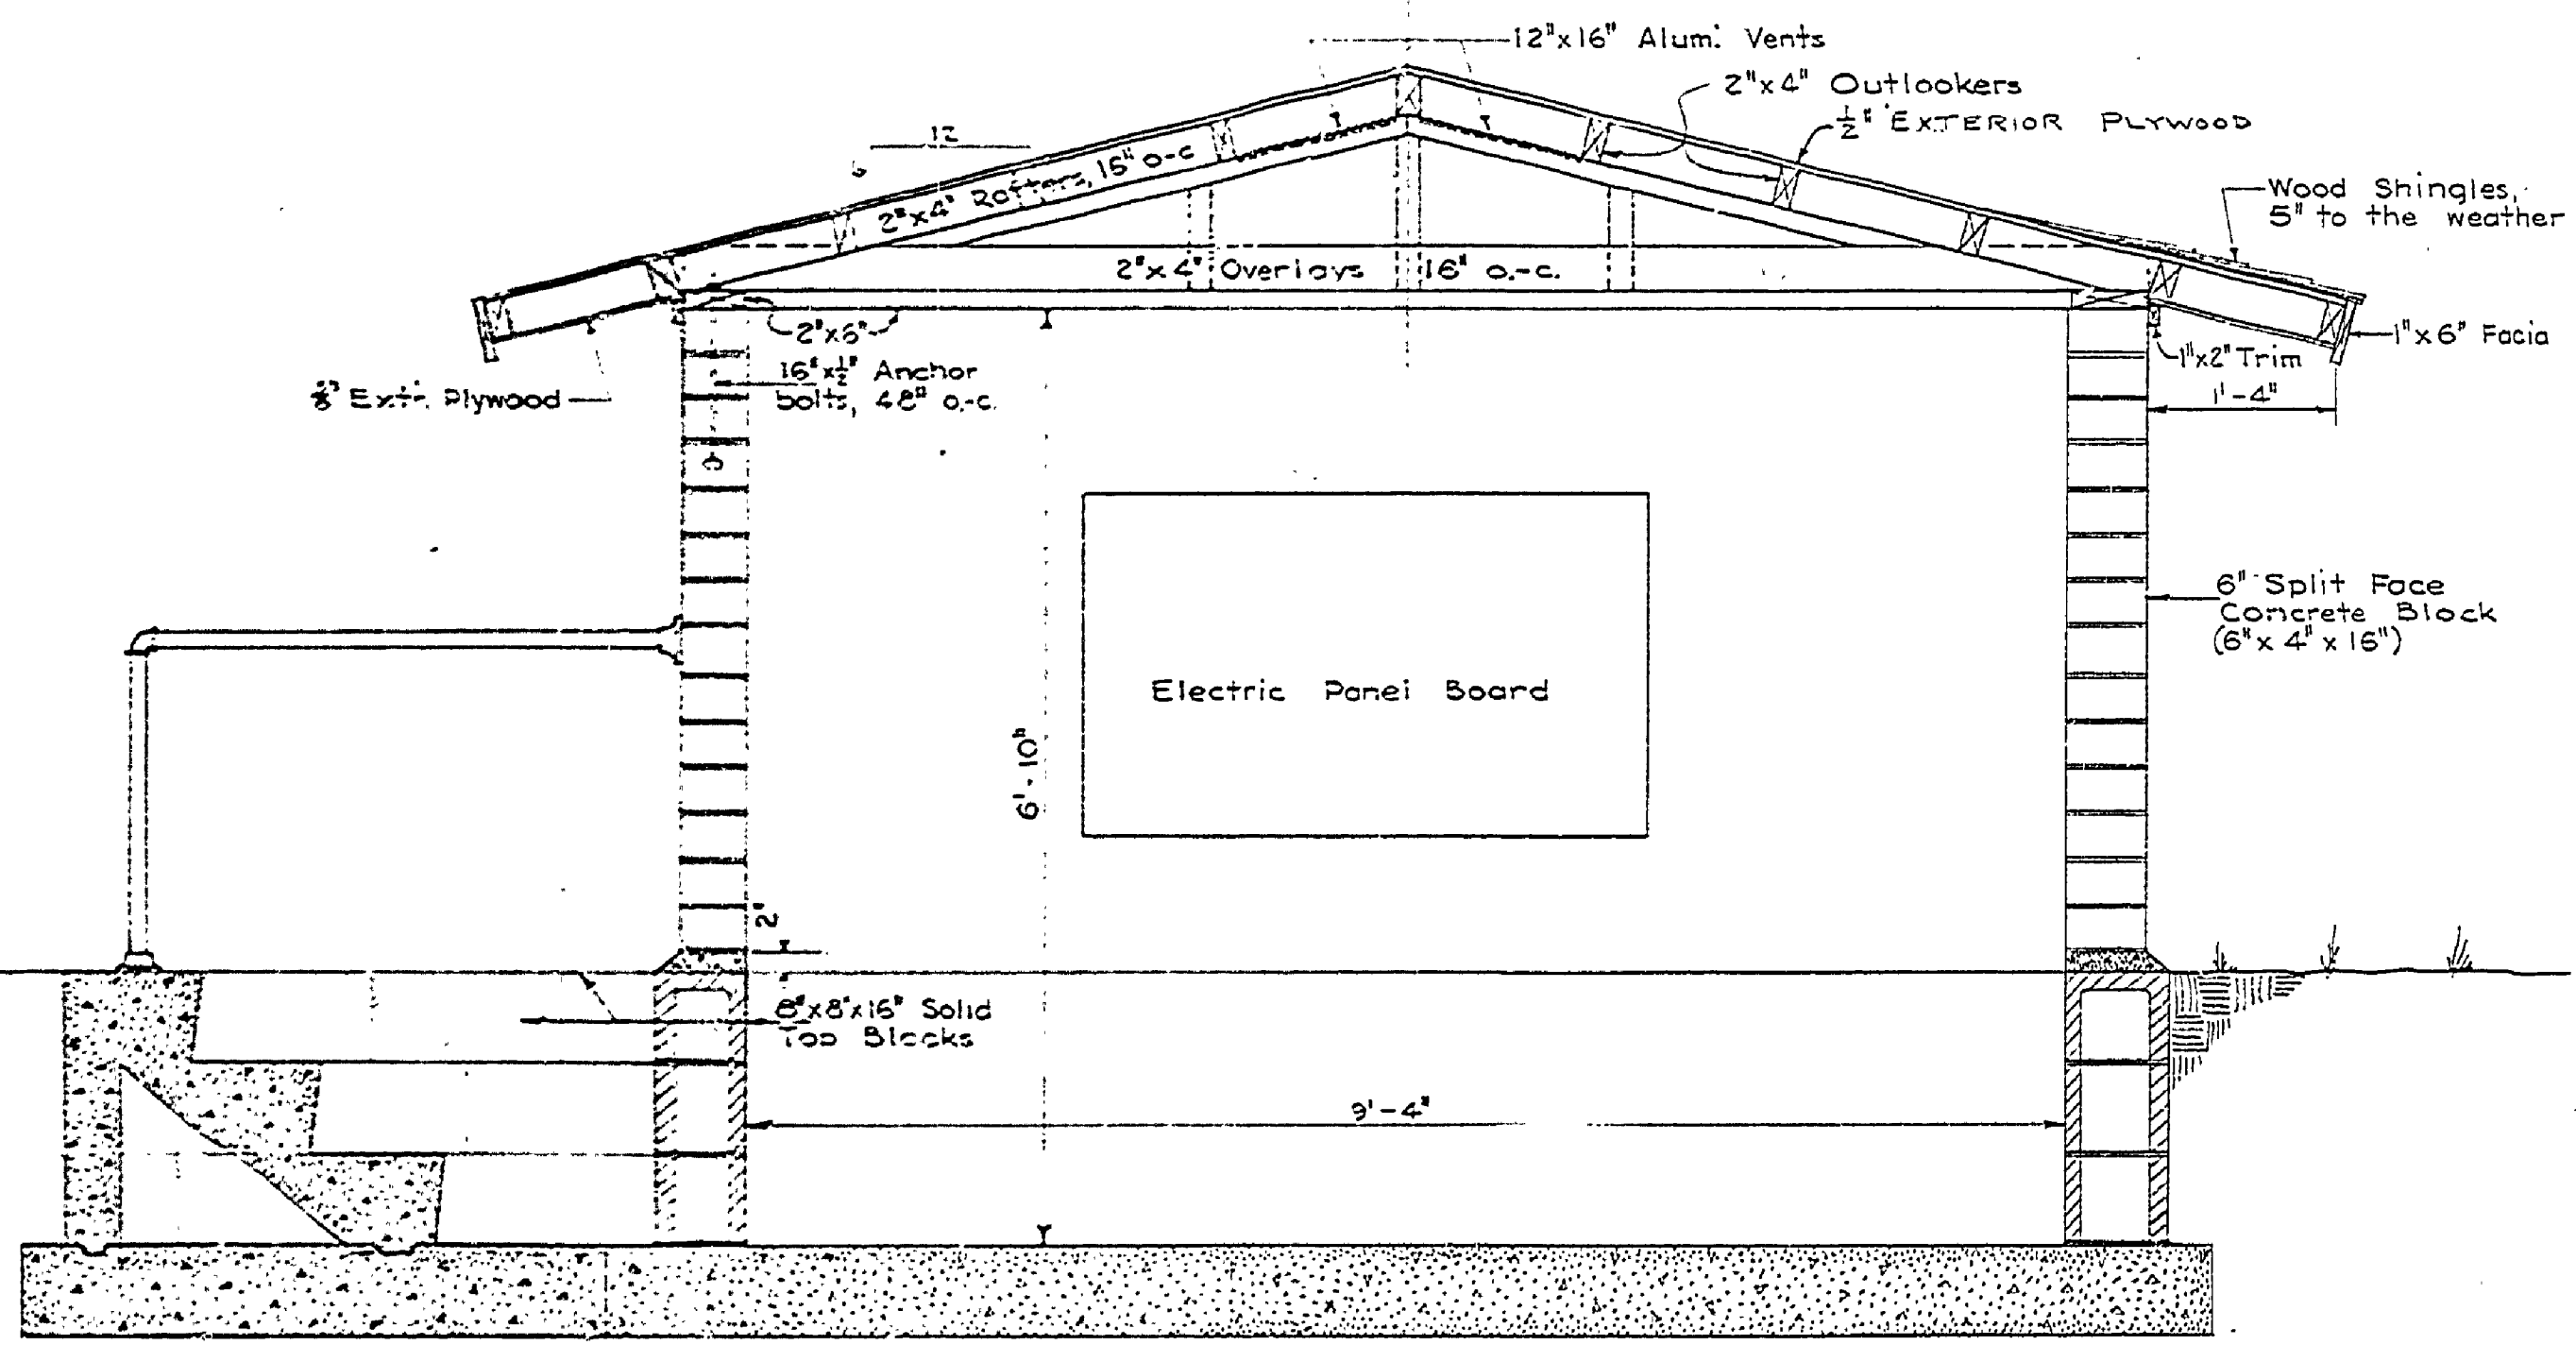 12"x16" Alum. Vents
2"x4" Outlookers
1/2" EXTERIOR PLYWOOD
12
6
2"x4" Rafters, 16" o-c
Wood Shingles,
5" to the weather
2"x4" Overlays 16" o.-c.
2"x6"
1"x6" Facia
1"x2" Trim
16"x1/2" Anchor
bolts, 48" o.-c.
Ext. Plywood
1'-4"
6" Split Face
Concrete Block
(6"x 4" x 16")
Electric Panel Board
6'-10"
2"
8"x8"x16" Solid
Top Blocks
9'-4"